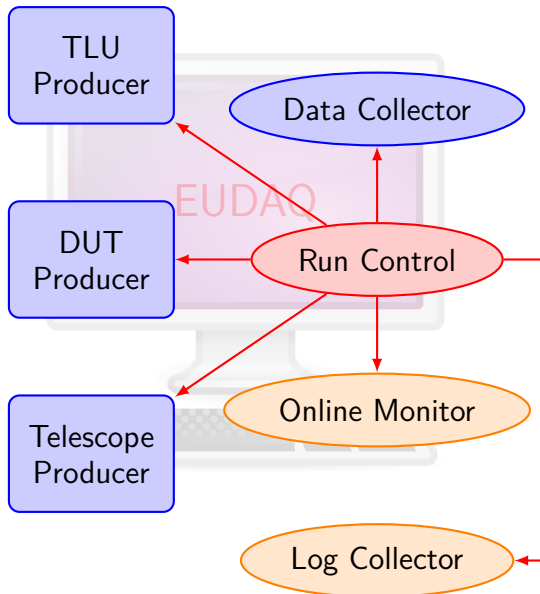 TLU
Producer
Data Collector
EUDAQ
DUT
Producer
Run Control
Telescope
Producer
Online Monitor
Log Collector